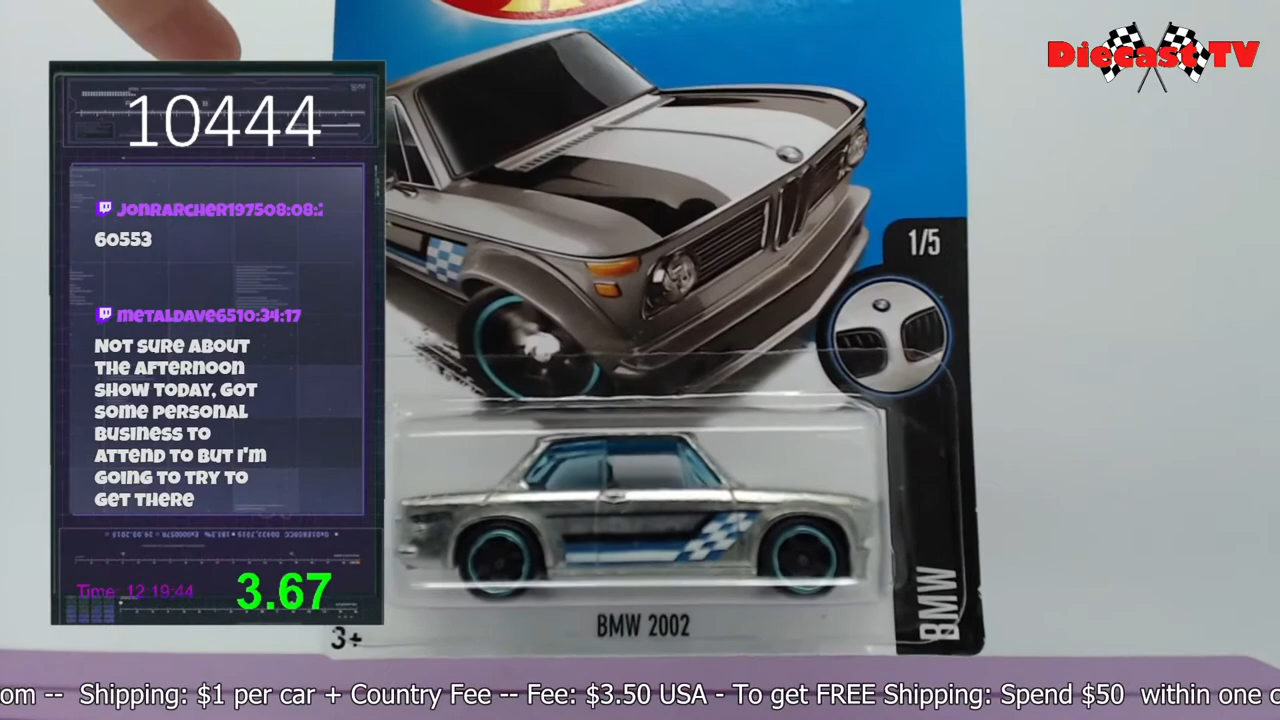 Diecast TV
10444
JONRARCHER197508:08:
60553
METALDAVE6510:34:17
NOT SURE ABOUT
THE AFTERNOON
SHOW TODAY, GOT
SOME PERSONAL
BUSINESS TO
ATTEND TO BUT I'M
GOING TO TRY TO
GET THERE
Time: 12:19:44
3.67
1/5
BMW
BMW 2002
3+
om -- Shipping: $1 per car + Country Fee -- Fee: $3.50 USA - To get FREE Shipping: Spend $50 within one